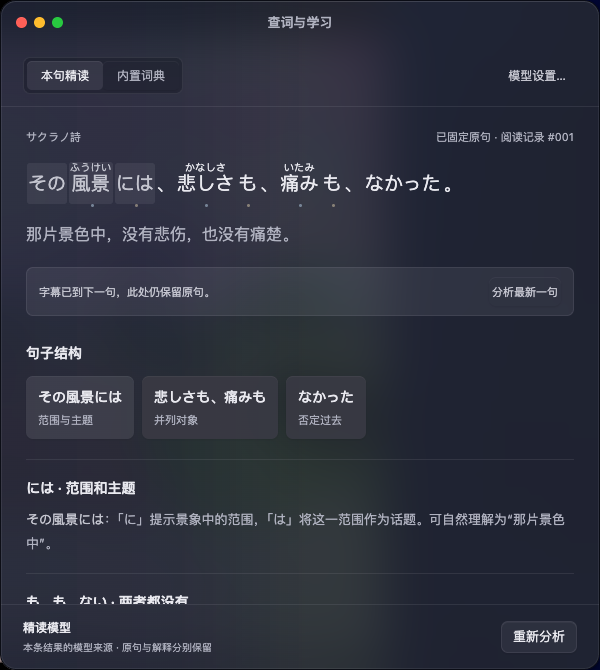 查词与学习
本句精读 内置词典 模型设置...
サクラノ詩 已固定原句 · 阅读记录 #001
ふうけい かなしさ いたみ
その風景には、悲しさも、痛みも、なかった。
那片景色中，没有悲伤，也没有痛楚。
字幕已到下一句，此处仍保留原句。 分析最新一句
句子结构
その風景には 悲しさも、痛みも なかった
范围与主题 并列对象 否定过去
には · 范围和主题
その風景には：「に」提示景象中的范围，「は」将这一范围作为话题。可自然理解为“那片景色
中”。
も、も、ない · 两者都没有
精读模型
本条结果的模型来源 · 原句与解释分别保留 重新分析